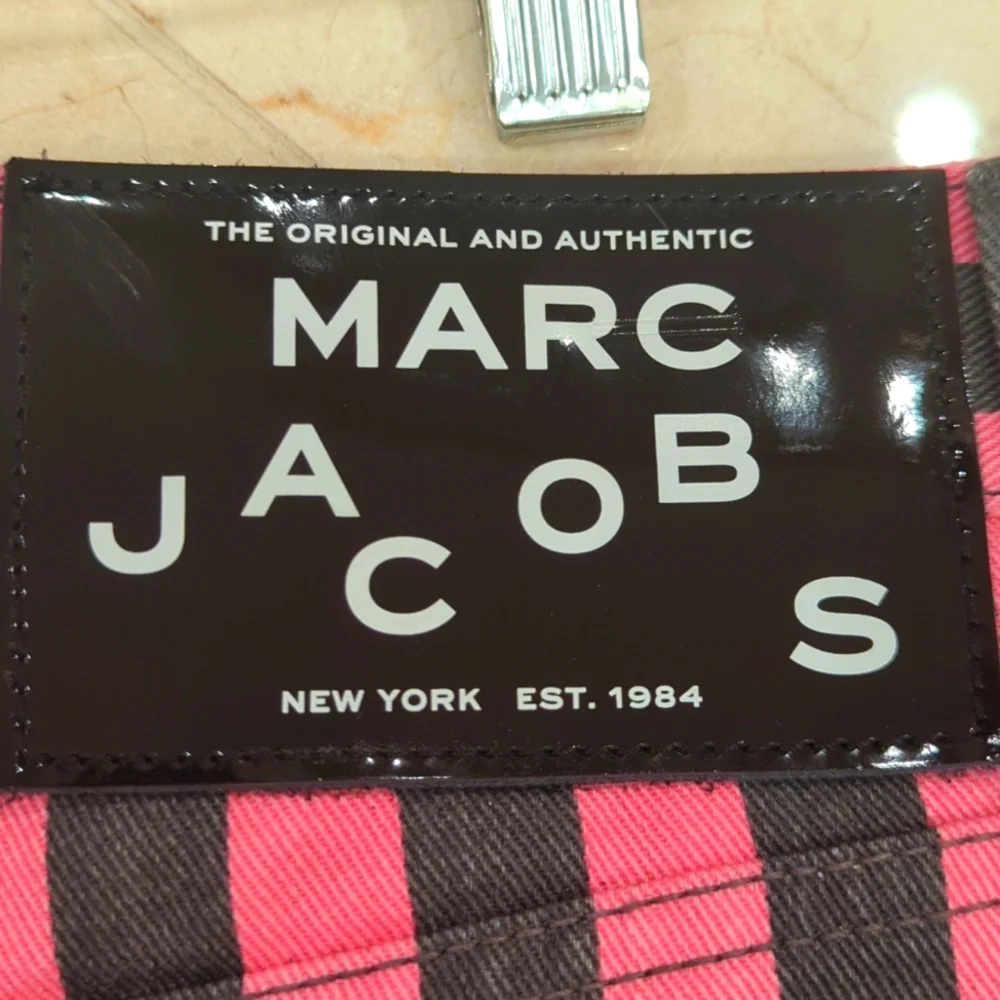 THE ORIGINAL AND AUTHENTIC
MARC
JACOBS
NEW YORK EST. 1984